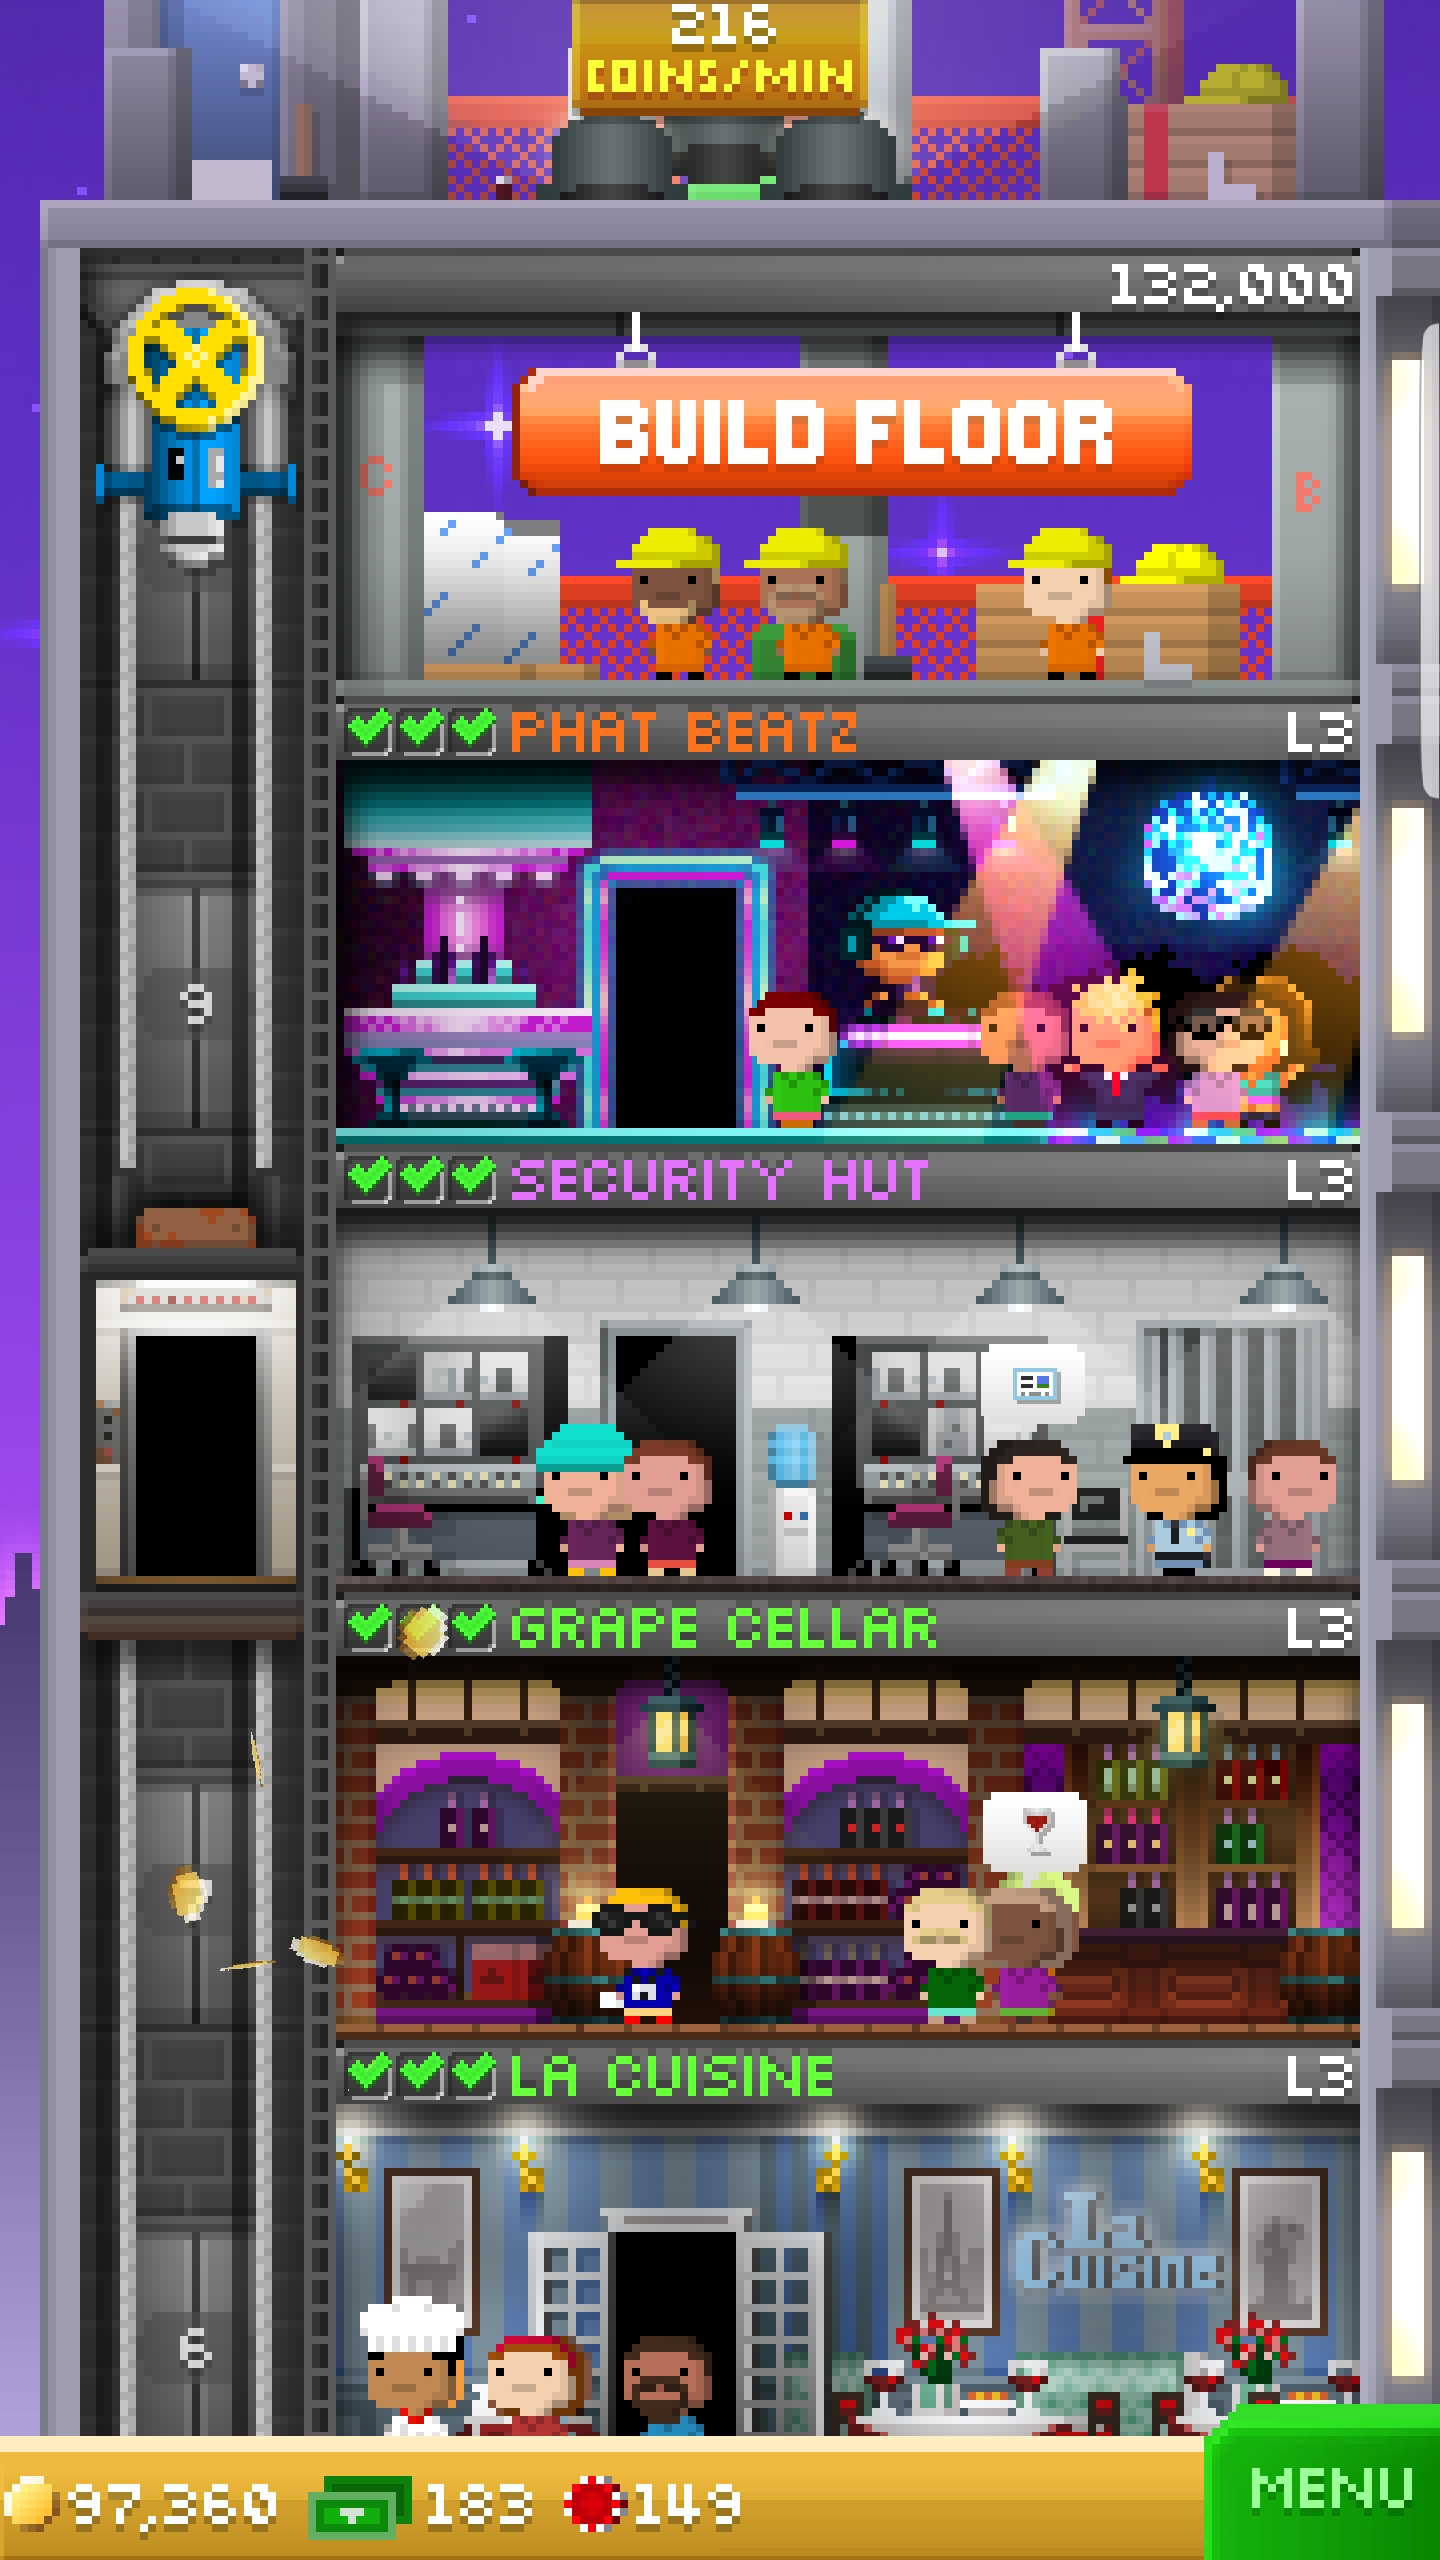 216
COINS/MIN
132,000
BUILD FLOOR
C
B
PHAT BEATZ
L3
9
SECURITY HUT
L3
GRAPE CELLAR
L3
LA CUISINE
L3
La
Cuisine
6
97,360
183
149
MENU